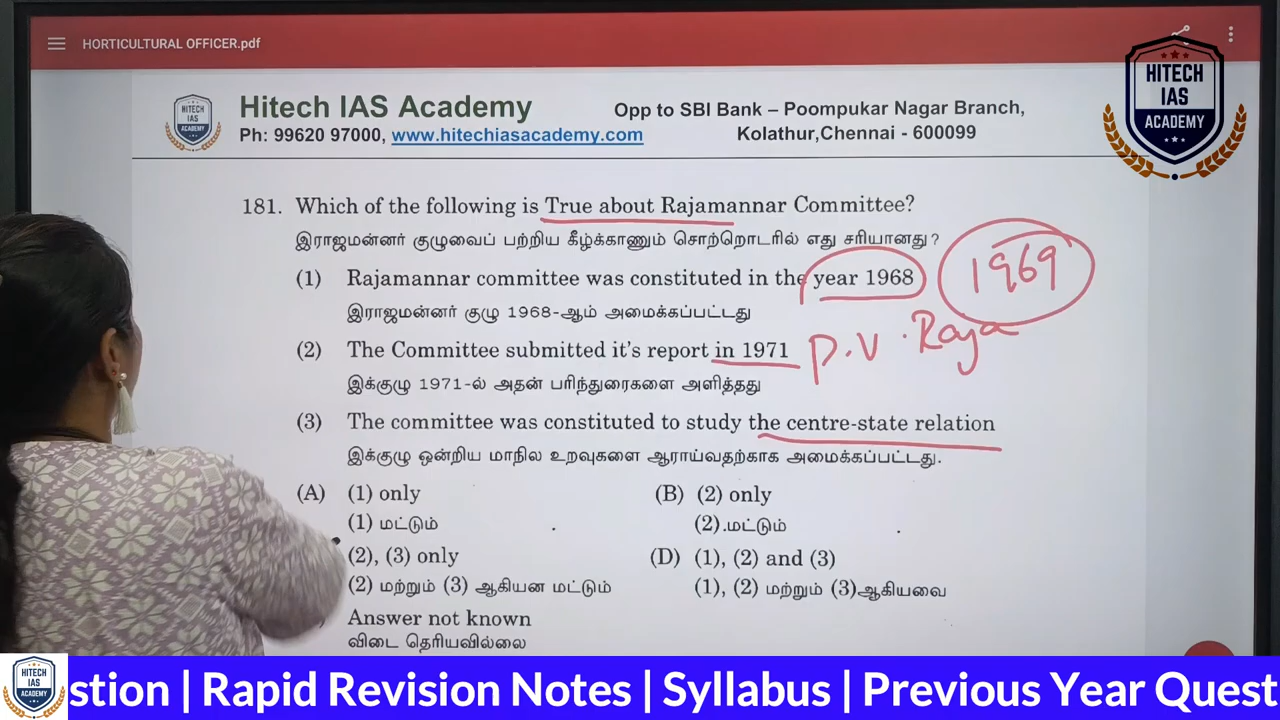 HORTICULTURAL OFFICER.pdf
HITECH
IAS
ACADEMY
HITECH
IAS
ACADEMY
Hitech IAS Academy
Ph: 99620 97000, www.hitechiasacademy.com
Opp to SBI Bank – Poompukar Nagar Branch,
Kolathur,Chennai - 600099
181. Which of the following is True about Rajamannar Committee?
இராஜமன்னர் குழுவைப் பற்றிய கீழ்க்காணும் சொற்றொடரில் எது சரியானது?
(1) Rajamannar committee was constituted in the year 1968
1969
இராஜமன்னர் குழு 1968-ஆம் அமைக்கப்பட்டது
(2) The Committee submitted it's report in 1971
P.V. Raja
இக்குழு 1971-ல் அதன் பரிந்துரைகளை அளித்தது
(3) The committee was constituted to study the centre-state relation
இக்குழு ஒன்றிய மாநில உறவுகளை ஆராய்வதற்காக அமைக்கப்பட்டது.
(A) (1) only (B) (2) only
(1) மட்டும் (2).மட்டும்
(2), (3) only (D) (1), (2) and (3)
(2) மற்றும் (3) ஆகியன மட்டும் (1), (2) மற்றும் (3)ஆகியவை
Answer not known
விடை தெரியவில்லை
HITECH
IAS
ACADEMY
stion | Rapid Revision Notes | Syllabus | Previous Year Quest